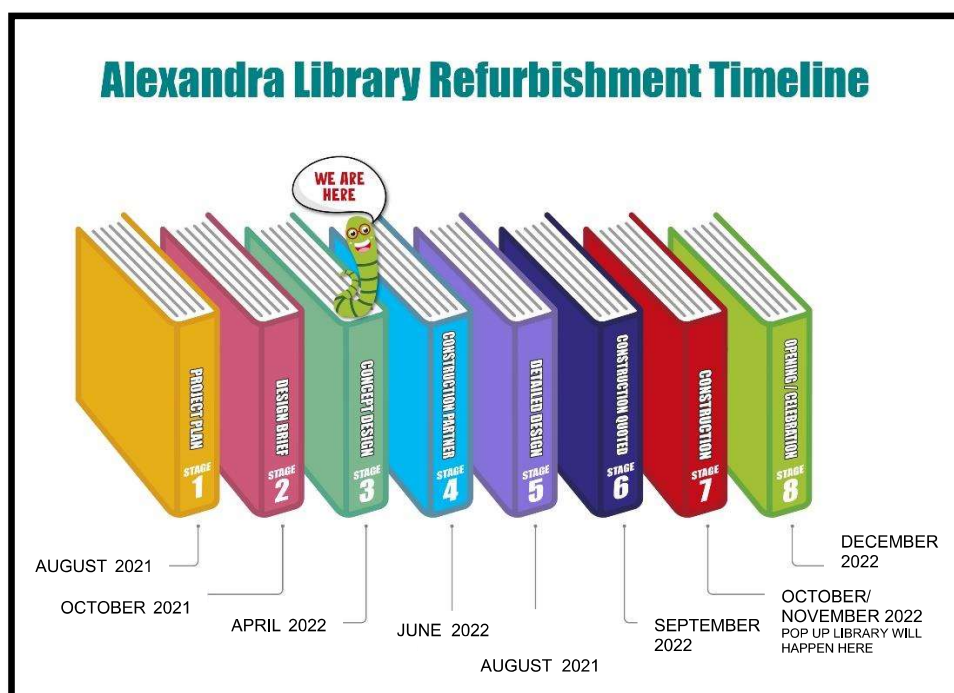 Alexandra Library Refurbishment Timeline
WE ARE
HERE
PROJECT PLAN
STAGE
1
DESIGN BRIEF
STAGE
2
CONCEPT DESIGN
STAGE
3
CONSTRUCTION PARTNER
STAGE
4
DETAILED DESIGN
STAGE
5
CONSTRUCTION QUOTED
STAGE
6
CONSTRUCTION
STAGE
7
OPENING / CELEBRATION
STAGE
8
AUGUST 2021
OCTOBER 2021
APRIL 2022
JUNE 2022
AUGUST 2021
SEPTEMBER
2022
OCTOBER/
NOVEMBER 2022
POP UP LIBRARY WILL
HAPPEN HERE
DECEMBER
2022